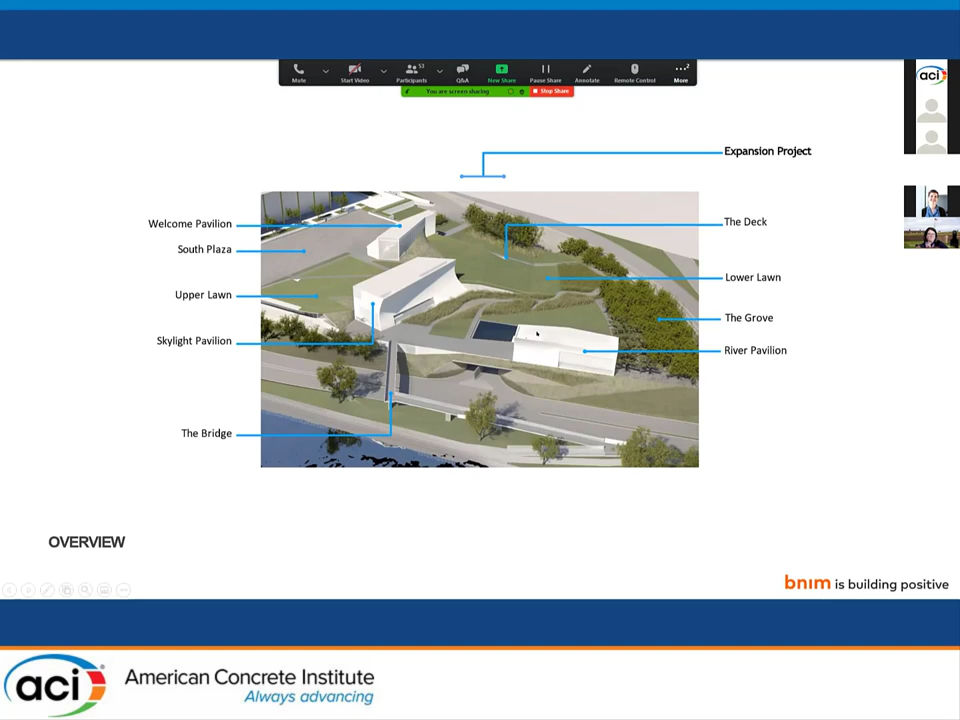 Mute
Start Video
Participants
53
Q&A
New Share
Pause Share
Annotate
Remote Control
2
More
You are screen sharing
Stop Share
aci
Expansion Project
Welcome Pavilion
The Deck
South Plaza
Lower Lawn
Upper Lawn
The Grove
Skylight Pavilion
River Pavilion
The Bridge
OVERVIEW
bnim is building positive
aci
American Concrete Institute
Always advancing